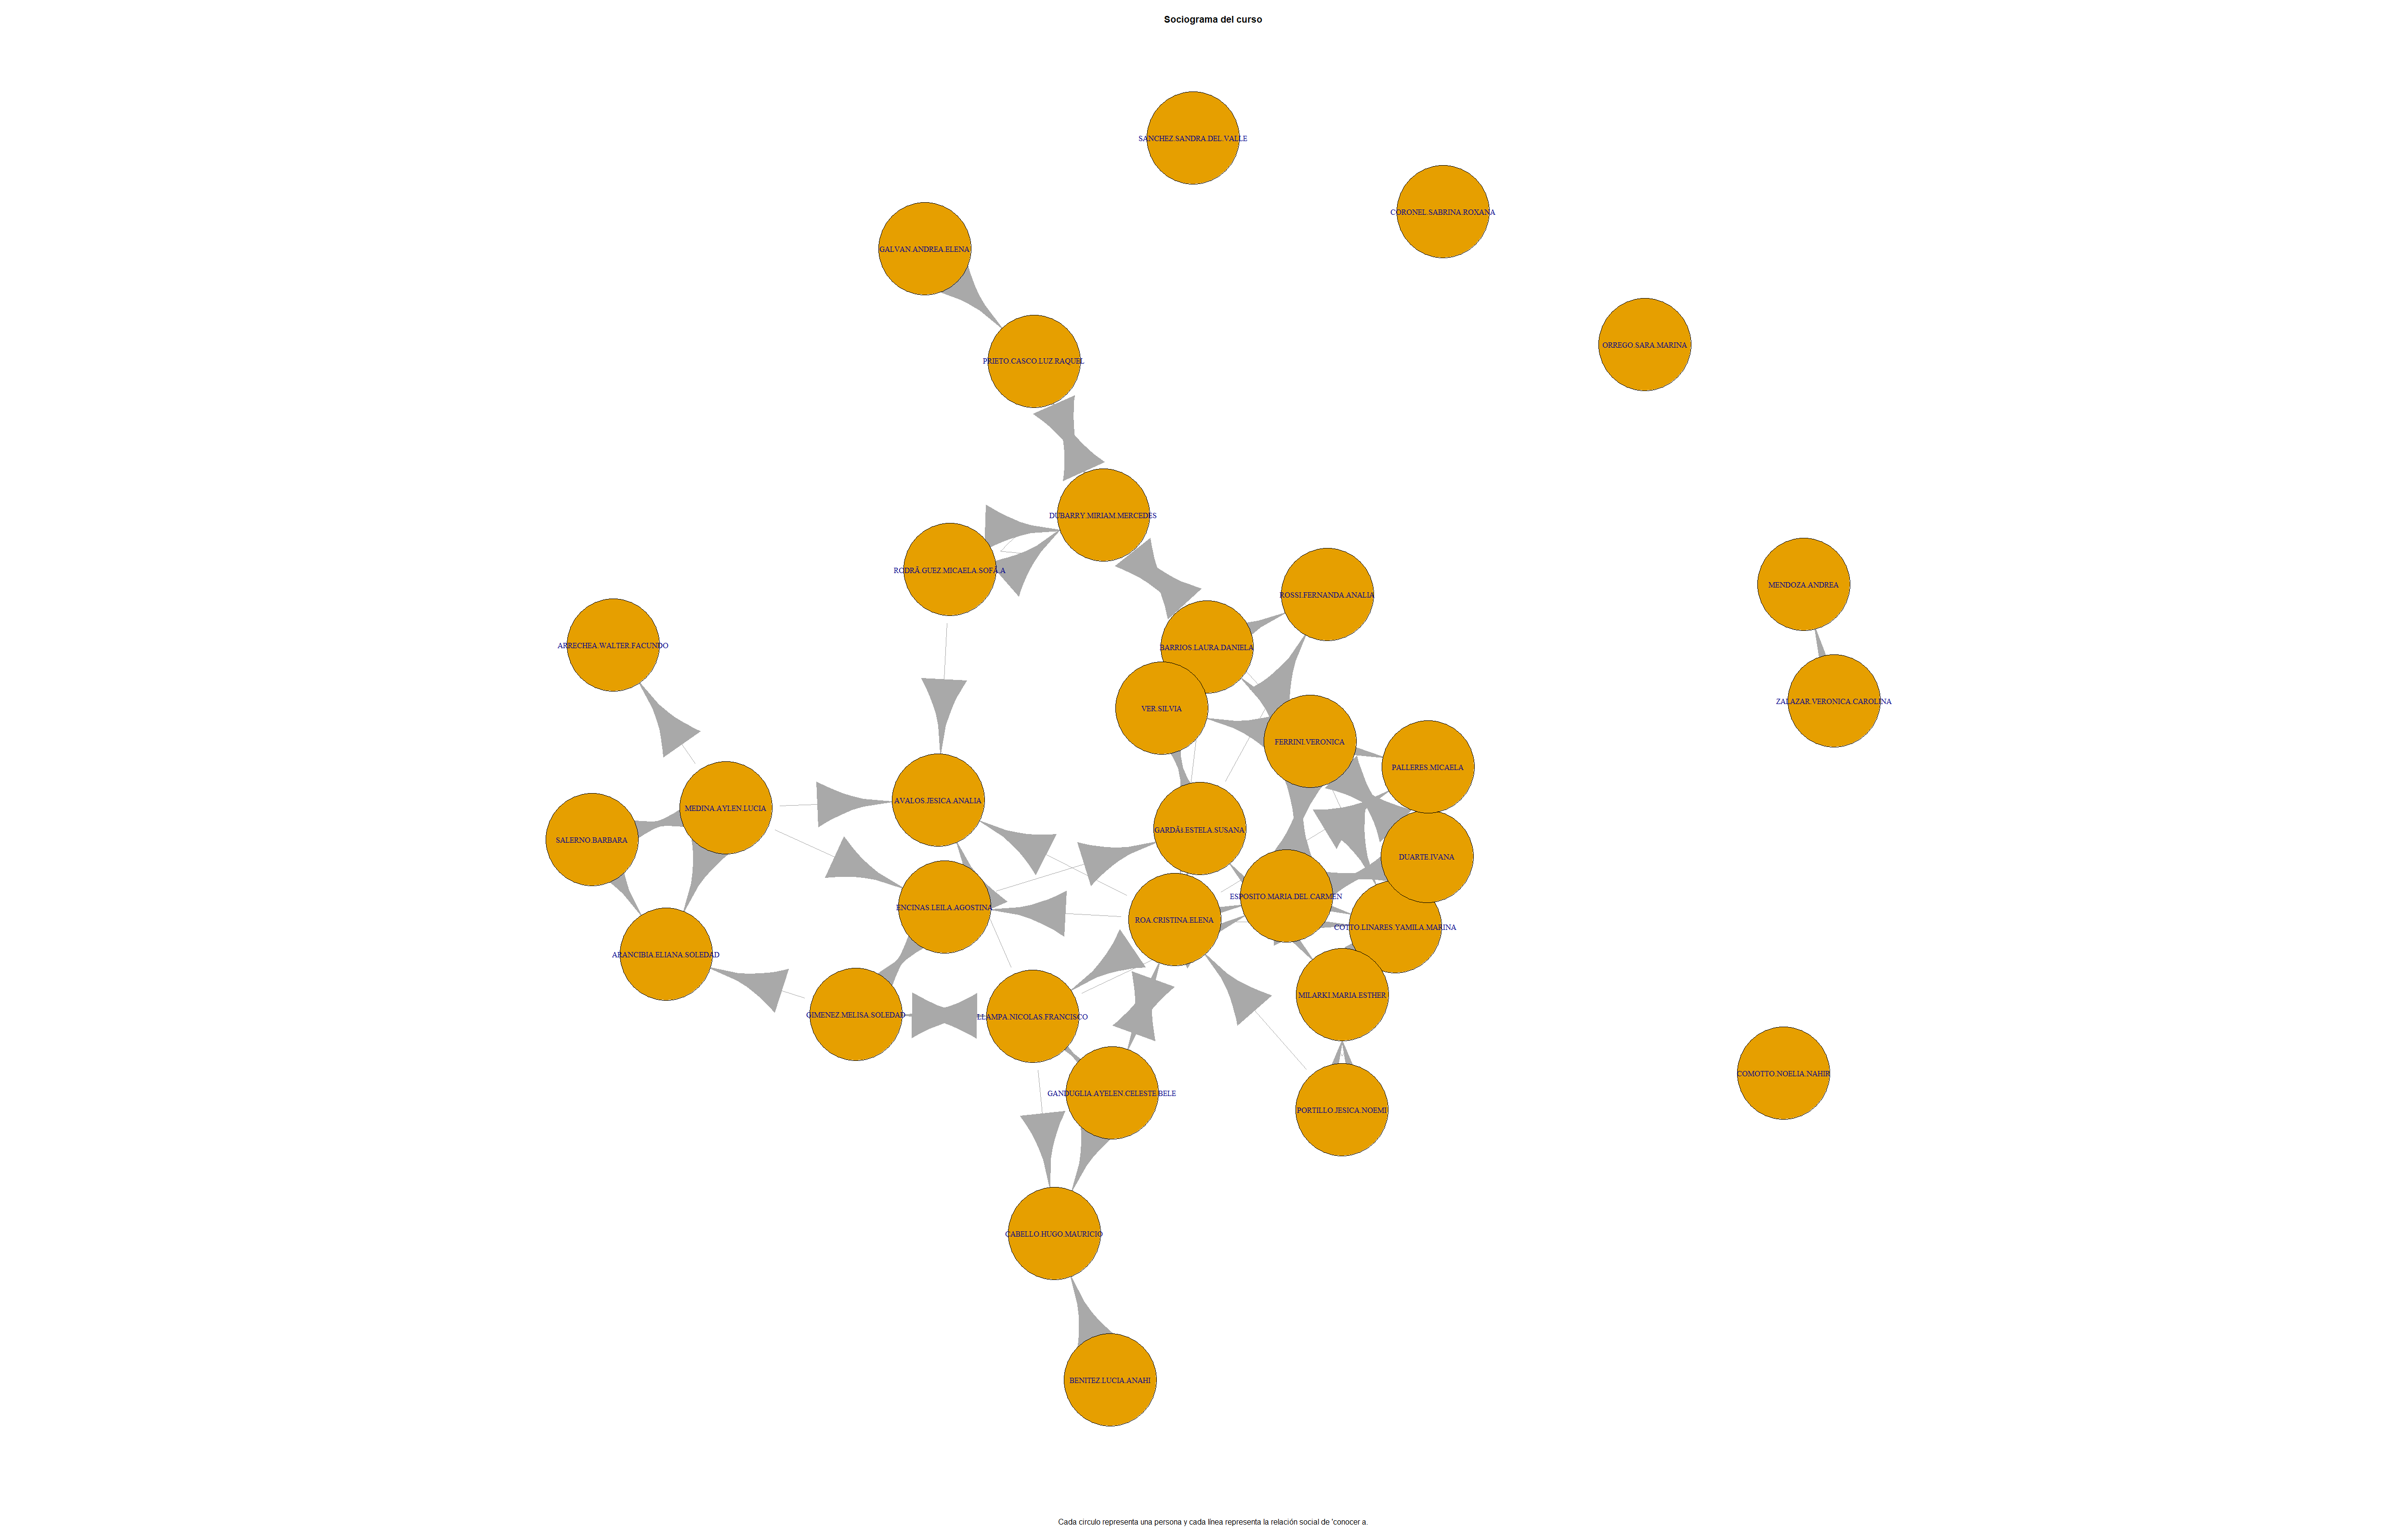 Sociograma del curso
SANCHEZ.SANDRA.DEL.VALLE
CORONEL.SABRINA.ROXANA
GALVAN.ANDREA.ELENA
ORREGO.SARA.MARINA
PRIETO.CASCO.LUZ.RAQUEL
DUBARRY.MIRIAM.MERCEDES
RODRÃ.GUEZ.MICAELA.SOFÃ.A
MENDOZA.ANDREA
ROSSI.FERNANDA.ANALIA
ARRECHEA.WALTER.FACUNDO
BARRIOS.LAURA.DANIELA
ZALAZAR.VERONICA.CAROLINA
VER.SILVIA
FERRINI.VERONICA
PALLERES.MICAELA
AVALOS.JESICA.ANALIA
MEDINA.AYLEN.LUCIA
GARDÃš.ESTELA.SUSANA
SALERNO.BARBARA
DUARTE.IVANA
ESPOSITO.MARIA.DEL.CARMEN
ENCINAS.LEILA.AGOSTINA
ROA.CRISTINA.ELENA
COTTO.LINARES.YAMILA.MARINA
ARANCIBIA.ELIANA.SOLEDAD
MILARKI.MARIA.ESTHER
GIMENEZ.MELISA.SOLEDAD
LLAMPA.NICOLAS.FRANCISCO
COMOTTO.NOELIA.NAHIR
GANDUGLIA.AYELEN.CELESTE.BELE
PORTILLO.JESICA.NOEMI
CABELLO.HUGO.MAURICIO
BENITEZ.LUCIA.ANAHI
Cada circulo representa una persona y cada línea representa la relación social de 'conocer a.